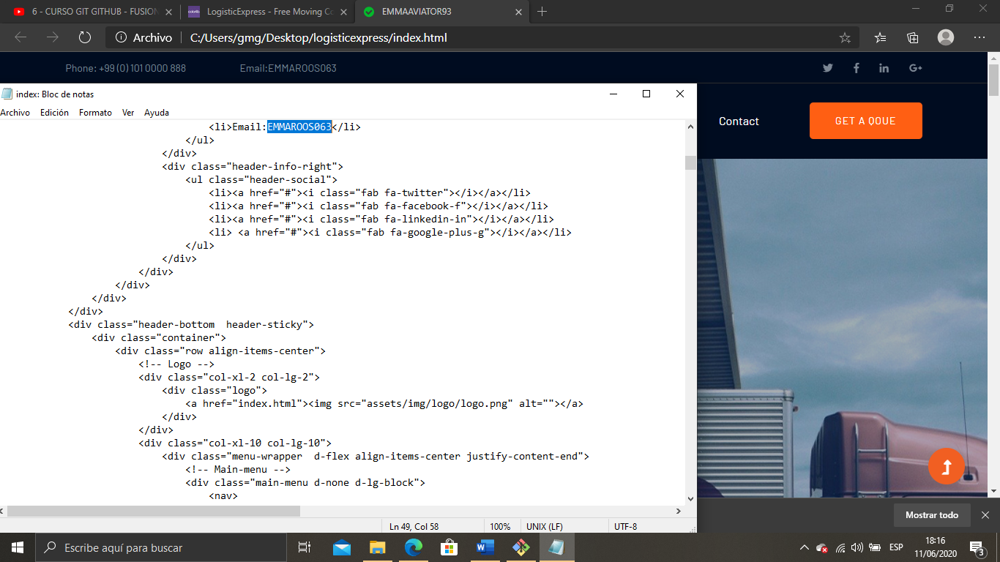 6 - CURSO GIT GITHUB - FUSION
LogisticExpress - Free Moving Co
EMMAAVIATOR93
Archivo
C:/Users/gmg/Desktop/logisticexpress/index.html
Phone: +99 (0) 101 0000 888
Email:EMMAROOS063
index: Bloc de notas
Archivo Edición Formato Ver Ayuda
<li>Email:EMMAROOS063</li>
</ul>
</div>
<div class="header-info-right">
<ul class="header-social">
<li><a href="#"><i class="fab fa-twitter"></i></a></li>
<li><a href="#"><i class="fab fa-facebook-f"></i></a></li>
<li><a href="#"><i class="fab fa-linkedin-in"></i></a></li>
<li> <a href="#"><i class="fab fa-google-plus-g"></i></a></li>
</ul>
</div>
</div>
</div>
</div>
</div>
<div class="header-bottom  header-sticky">
<div class="container">
<div class="row align-items-center">
<!-- Logo -->
<div class="col-xl-2 col-lg-2">
<div class="logo">
<a href="index.html"><img src="assets/img/logo/logo.png" alt=""></a>
</div>
</div>
<div class="col-xl-10 col-lg-10">
<div class="menu-wrapper  d-flex align-items-center justify-content-end">
<!-- Main-menu -->
<div class="main-menu d-none d-lg-block">
<nav>
Ln 49, Col 58
100%
UNIX (LF)
UTF-8
Contact
GET A QOUE
Mostrar todo
Escribe aquí para buscar
ESP
18:16
11/06/2020
3